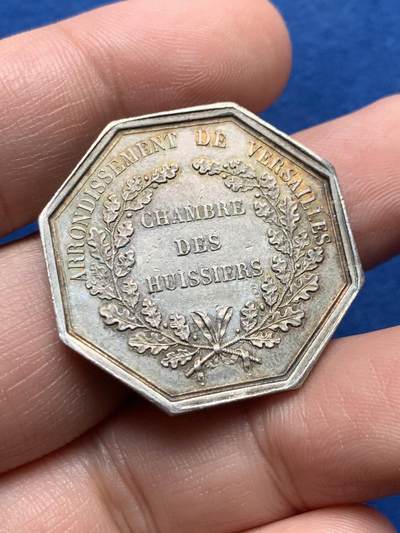 ARRONDISSEMENT DE VERSAILLES
CHAMBRE
DES
HUISSIERS